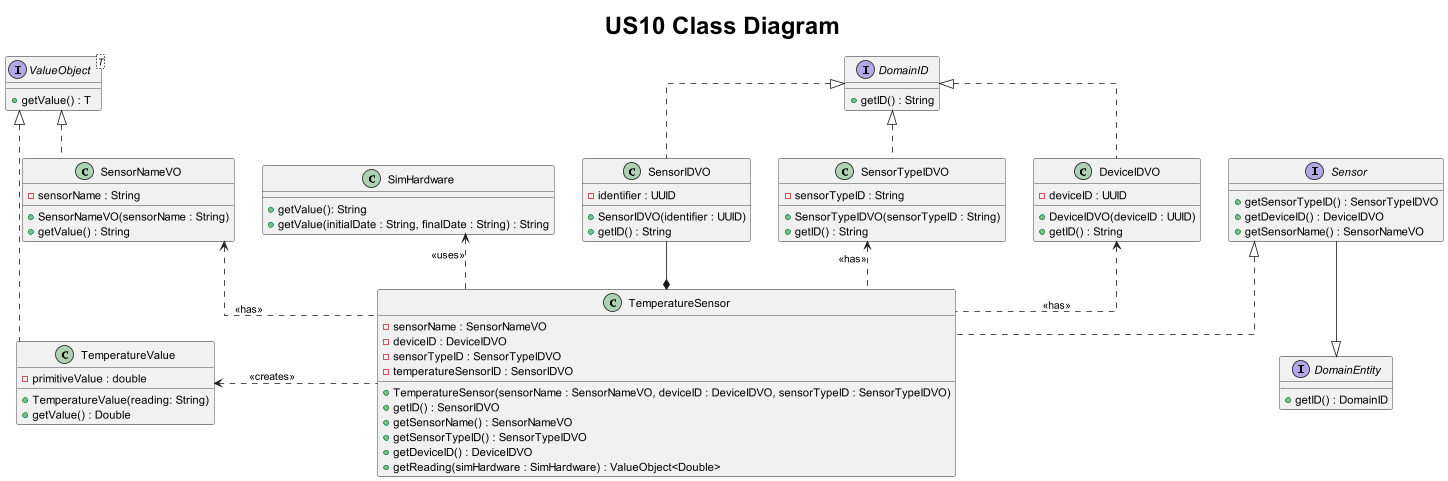 US10 Class Diagram
I ValueObject T
getValue() : T
I DomainID
getID() : String
C SensorNameVO
sensorName : String
SensorNameVO(sensorName : String)
getValue() : String
C SimHardware
getValue(): String
getValue(initialDate : String, finalDate : String) : String
C SensorIDVO
identifier : UUID
SensorIDVO(identifier : UUID)
getID() : String
C SensorTypeIDVO
sensorTypeID : String
SensorTypeIDVO(sensorTypeID : String)
getID() : String
C DeviceIDVO
deviceID : UUID
DeviceIDVO(deviceID : UUID)
getID() : String
I Sensor
getSensorTypeID() : SensorTypeIDVO
getDeviceID() : DeviceIDVO
getSensorName() : SensorNameVO
«uses»
«has»
«has»
«has»
«creates»
C TemperatureValue
primitiveValue : double
TemperatureValue(reading: String)
getValue() : Double
C TemperatureSensor
sensorName : SensorNameVO
deviceID : DeviceIDVO
sensorTypeID : SensorTypeIDVO
temperatureSensorID : SensorIDVO
TemperatureSensor(sensorName : SensorNameVO, deviceID : DeviceIDVO, sensorTypeID : SensorTypeIDVO)
getID() : SensorIDVO
getSensorName() : SensorNameVO
getSensorTypeID() : SensorTypeIDVO
getDeviceID() : DeviceIDVO
getReading(simHardware : SimHardware) : ValueObject<Double>
I DomainEntity
getID() : DomainID